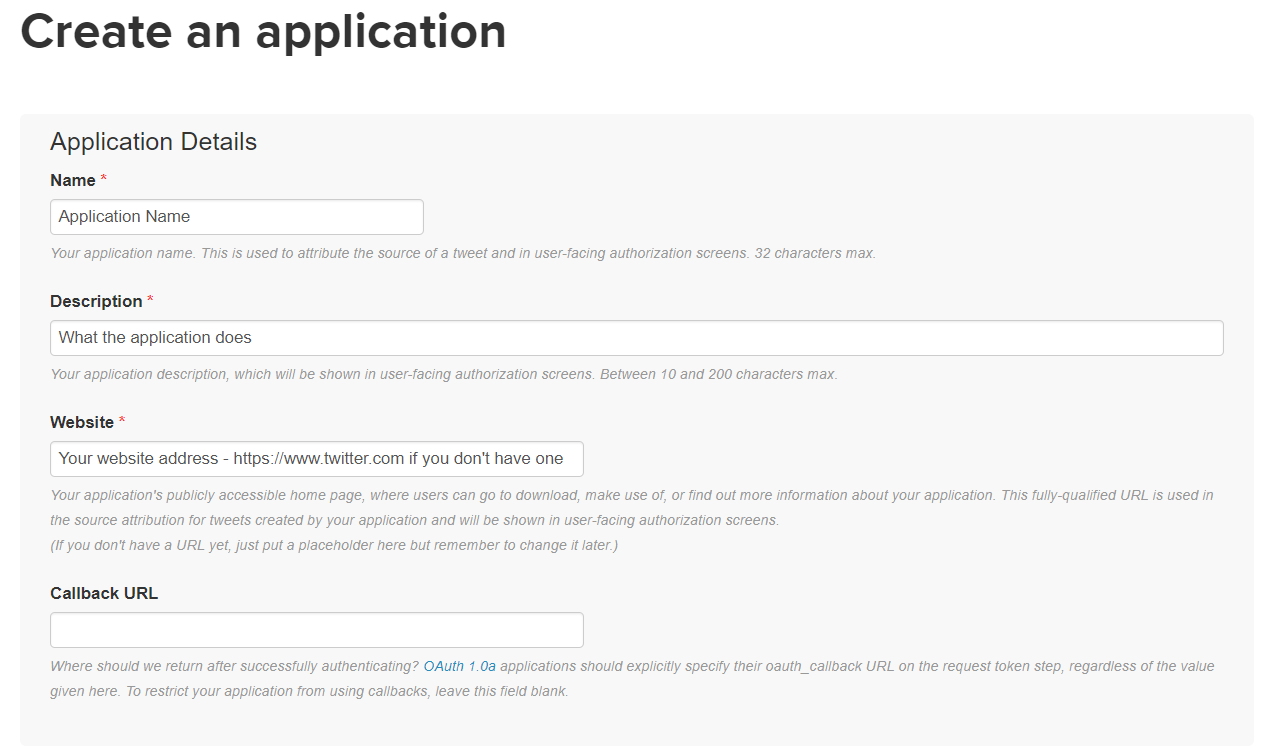 Create an application
Application Details
Name *
Application Name
Your application name. This is used to attribute the source of a tweet and in user-facing authorization screens. 32 characters max.
Description *
What the application does
Your application description, which will be shown in user-facing authorization screens. Between 10 and 200 characters max.
Website *
Your website address - https://www.twitter.com if you don't have one
Your application's publicly accessible home page, where users can go to download, make use of, or find out more information about your application. This fully-qualified URL is used in
the source attribution for tweets created by your application and will be shown in user-facing authorization screens.
(If you don't have a URL yet, just put a placeholder here but remember to change it later.)
Callback URL
Where should we return after successfully authenticating? OAuth 1.0a applications should explicitly specify their oauth_callback URL on the request token step, regardless of the value
given here. To restrict your application from using callbacks, leave this field blank.